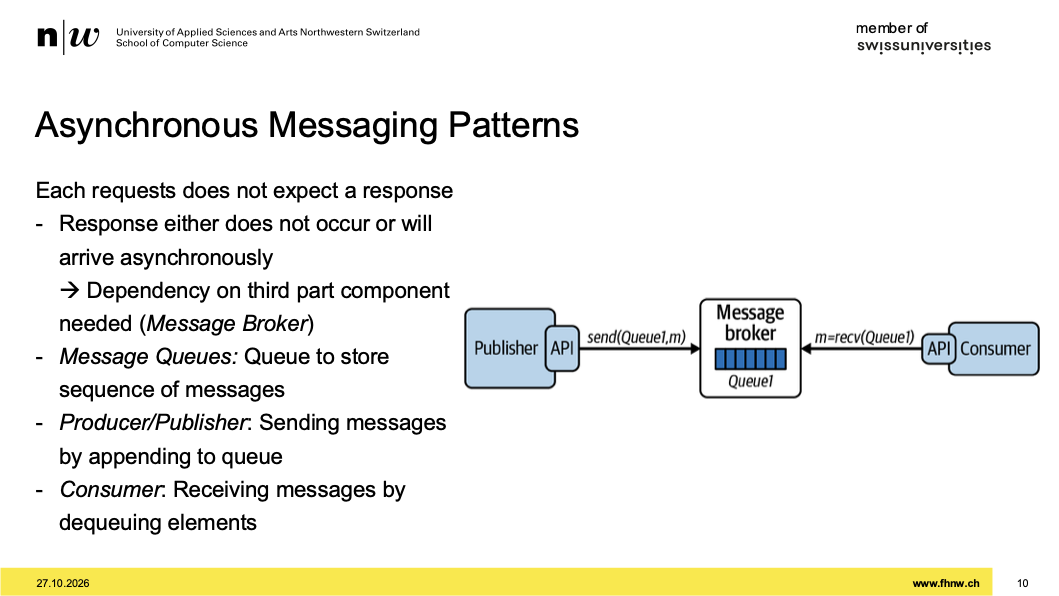 n w University of Applied Sciences and Arts Northwestern Switzerland
School of Computer Science
member of
swissuniversities
Asynchronous Messaging Patterns
Each requests does not expect a response
- Response either does not occur or will
arrive asynchronously
→ Dependency on third part component
needed (Message Broker)
- Message Queues: Queue to store
sequence of messages
- Producer/Publisher: Sending messages
by appending to queue
- Consumer: Receiving messages by
dequeuing elements
Publisher
API
send(Queue1,m)
Message
broker
Queue1
m=recv(Queue1)
API
Consumer
27.10.2026
www.fhnw.ch
10